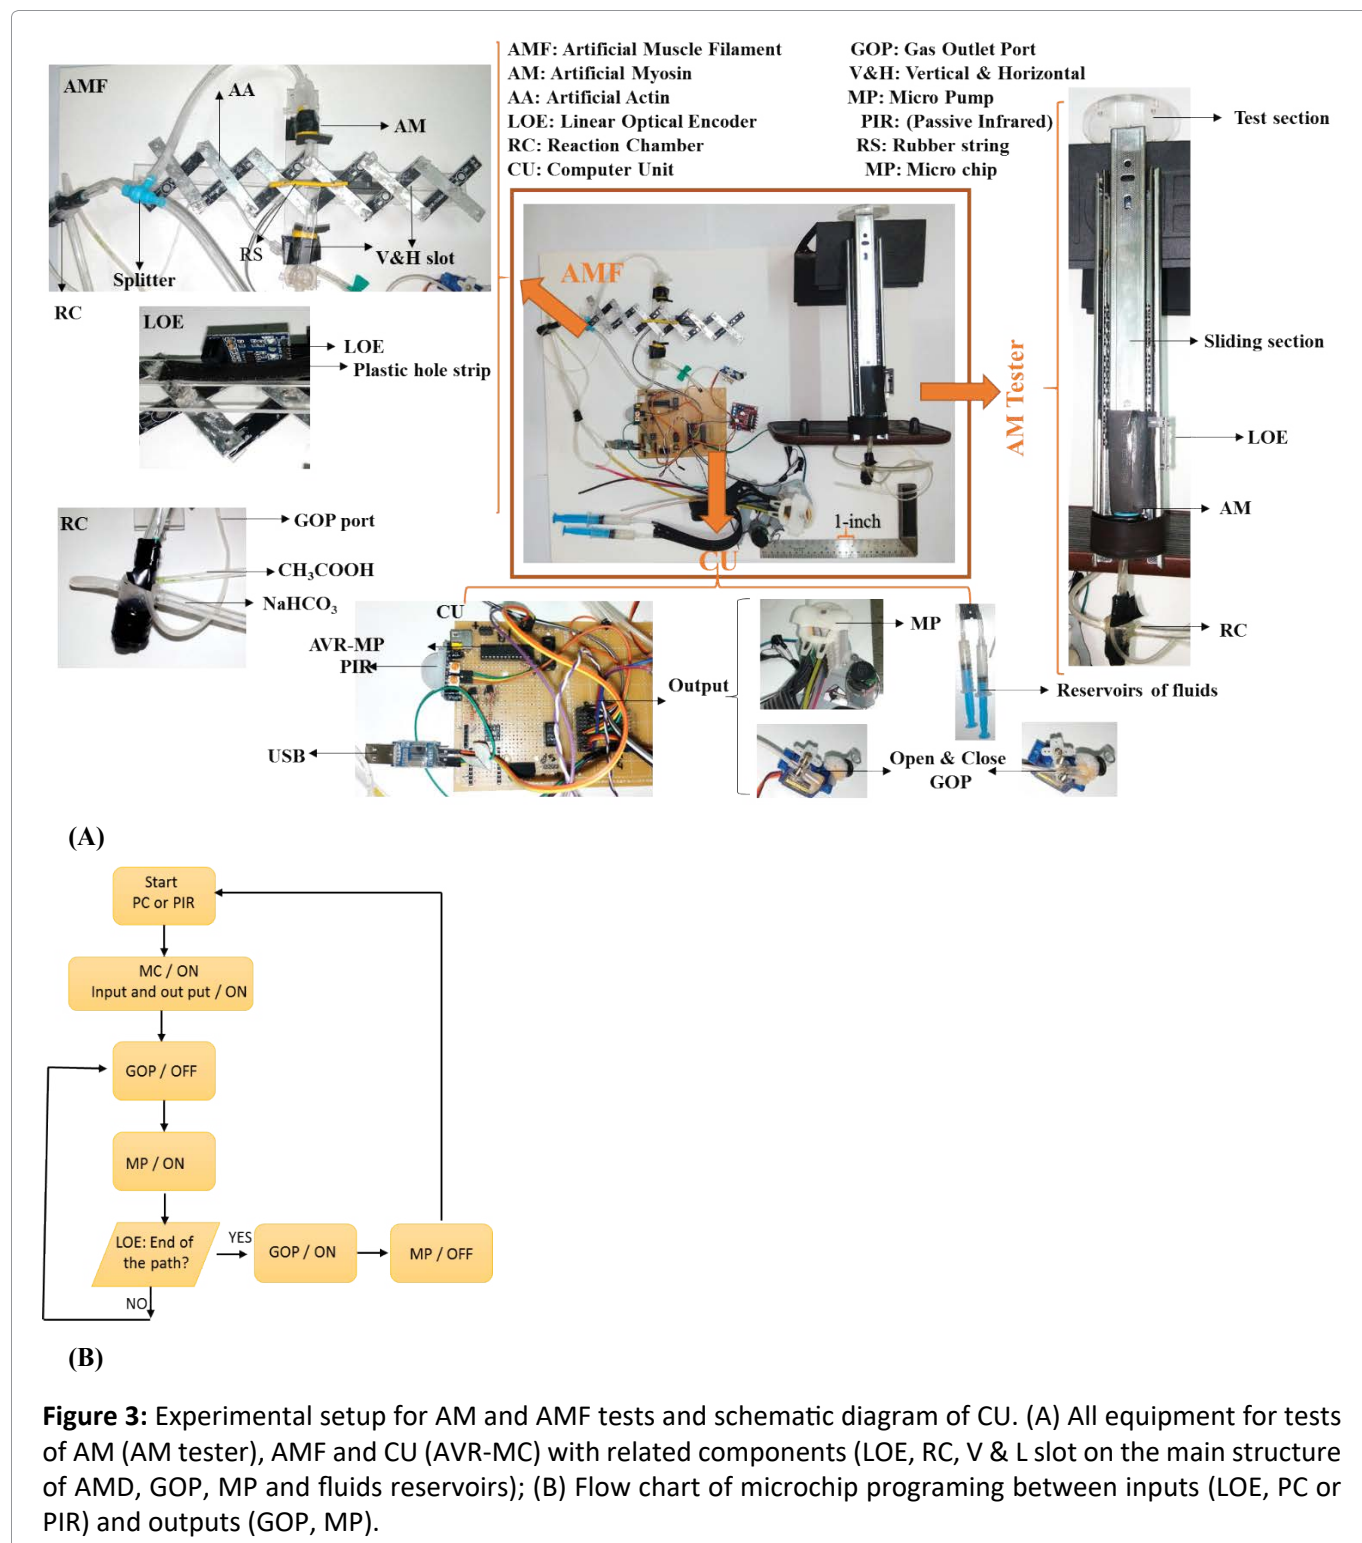 AMF: Artificial Muscle Filament
AM: Artificial Myosin
AA: Artificial Actin
LOE: Linear Optical Encoder
RC: Reaction Chamber
CU: Computer Unit
GOP: Gas Outlet Port
V&H: Vertical & Horizontal
MP: Micro Pump
PIR: (Passive Infrared)
RS: Rubber string
MP: Micro chip
AMF
AA
AM
RS
V&H slot
Splitter
RC
LOE
LOE
Plastic hole strip
RC
GOP port
CH₃COOH
NaHCO₃
AMF
1-inch
CU
AM Tester
Test section
Sliding section
LOE
AM
RC
CU
AVR-MP
PIR
USB
Output
MP
Reservoirs of fluids
Open & Close
GOP
(A)
Start
PC or PIR
MC / ON
Input and out put / ON
GOP / OFF
MP / ON
LOE: End of
the path?
YES
GOP / ON
MP / OFF
NO
(B)
Figure 3: Experimental setup for AM and AMF tests and schematic diagram of CU. (A) All equipment for tests
of AM (AM tester), AMF and CU (AVR-MC) with related components (LOE, RC, V & L slot on the main structure
of AMD, GOP, MP and fluids reservoirs); (B) Flow chart of microchip programing between inputs (LOE, PC or
PIR) and outputs (GOP, MP).